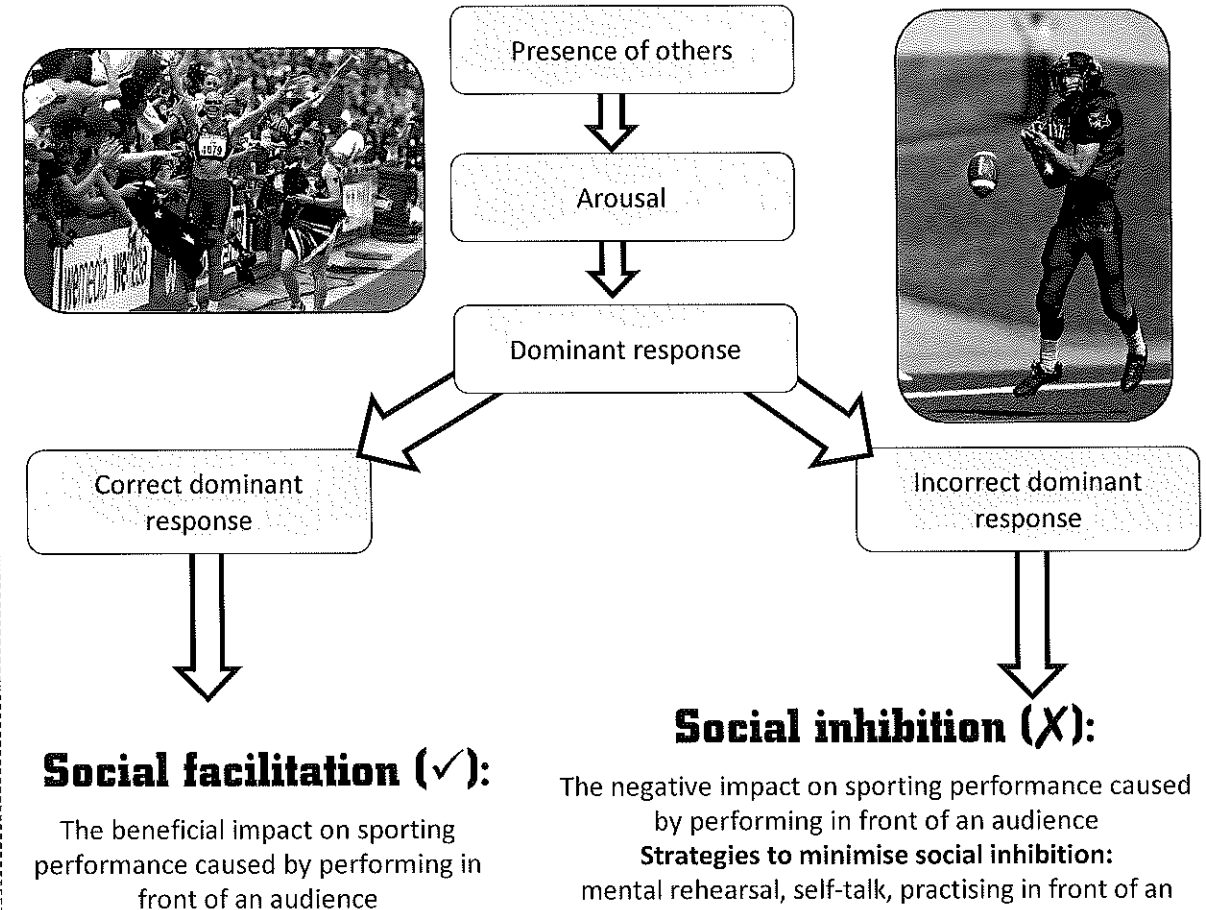 Presence of others
Arousal
Dominant response
Correct dominant
response
Incorrect dominant
response
Social facilitation (✓):
The beneficial impact on sporting
performance caused by performing in
front of an audience
Social inhibition (✗):
The negative impact on sporting performance caused
by performing in front of an audience
Strategies to minimise social inhibition:
mental rehearsal, self-talk, practising in front of an
wemedia wemedia